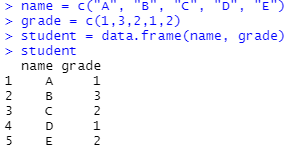 > name = c("A", "B", "C", "D", "E")
> grade = c(1,3,2,1,2)
> student = data.frame(name, grade)
> student
  name grade
1    A     1
2    B     3
3    C     2
4    D     1
5    E     2